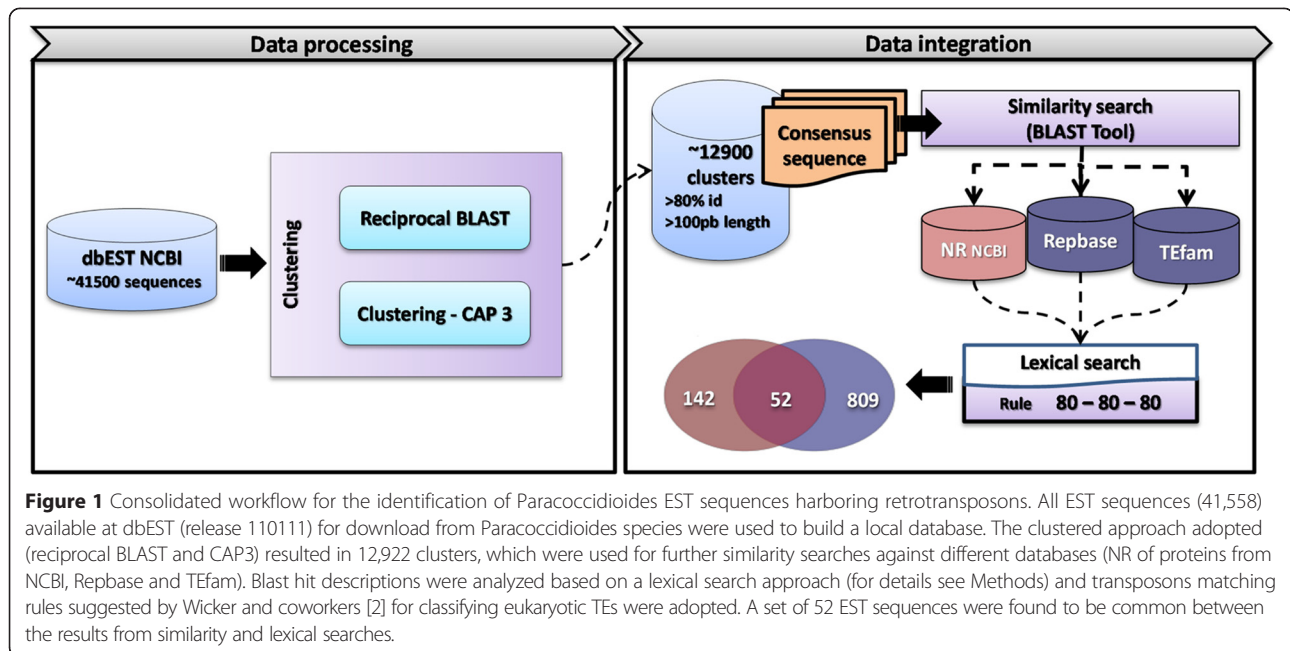 Data processing
Data integration
dbEST NCBI
~41500 sequences
Clustering
Reciprocal BLAST
Clustering - CAP 3
~12900
clusters
>80% id
>100pb length
Consensus
sequence
Similarity search
(BLAST Tool)
NR NCBI
Repbase
TEfam
Lexical search
Rule 80 – 80 – 80
142
52
809
Figure 1 Consolidated workflow for the identification of Paracoccidioides EST sequences harboring retrotransposons. All EST sequences (41,558)
available at dbEST (release 110111) for download from Paracoccidioides species were used to build a local database. The clustered approach adopted
(reciprocal BLAST and CAP3) resulted in 12,922 clusters, which were used for further similarity searches against different databases (NR of proteins from
NCBI, Repbase and TEfam). Blast hit descriptions were analyzed based on a lexical search approach (for details see Methods) and transposons matching
rules suggested by Wicker and coworkers [2] for classifying eukaryotic TEs were adopted. A set of 52 EST sequences were found to be common between
the results from similarity and lexical searches.